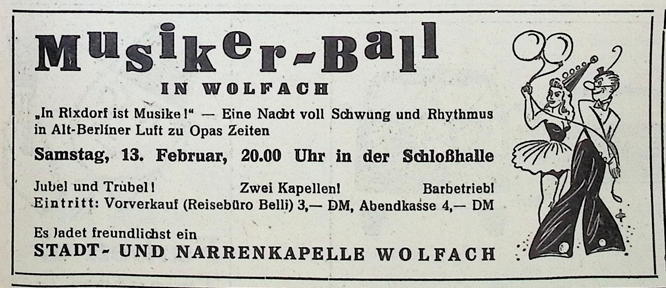 Musiker-Ball
IN WOLFACH
„In Rixdorf ist Musike!“ — Eine Nacht voll Schwung und Rhythmus
in Alt-Berliner Luft zu Opas Zeiten
Samstag, 13. Februar, 20.00 Uhr in der Schloßhalle
Jubel und Trubel! Zwei Kapellen! Barbetrieb!
Eintritt: Vorverkauf (Reisebüro Belli) 3,— DM, Abendkasse 4,— DM
Es ladet freundlichst ein
STADT- UND NARRENKAPELLE WOLFACH